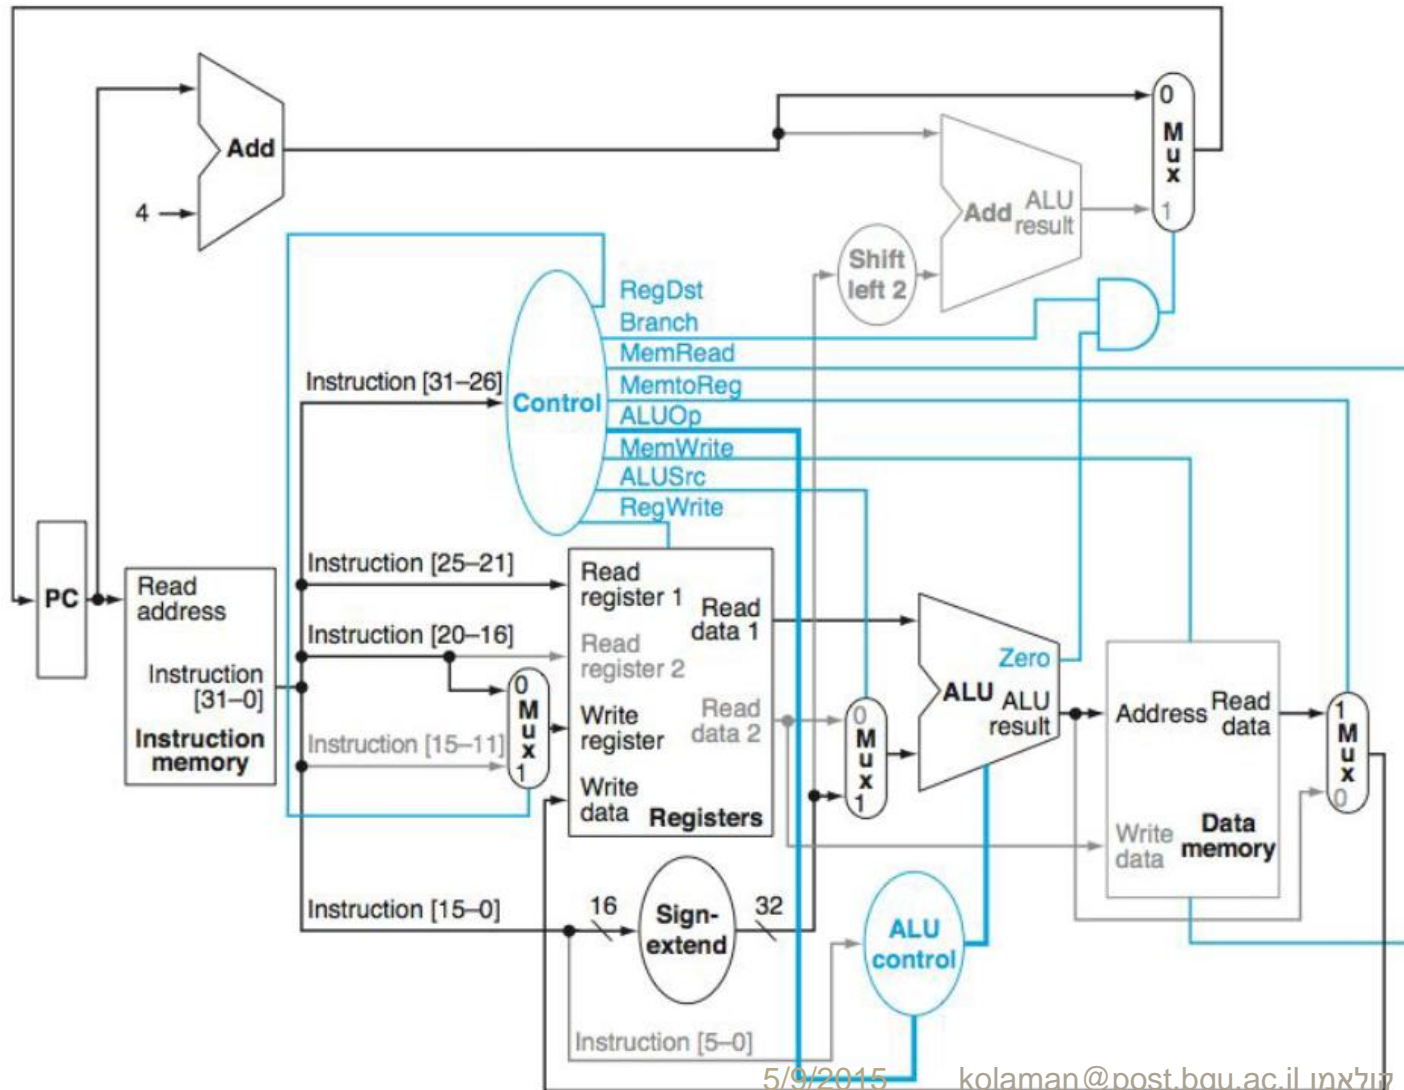 Add
4
0
M
u
x
1
Add
ALU
result
Shift
left 2
RegDst
Branch
MemRead
MemtoReg
ALUOp
MemWrite
ALUSrc
RegWrite
Control
Instruction [31–26]
Instruction [25–21]
Instruction [20–16]
Instruction [15–11]
Instruction [15–0]
Instruction [5–0]
PC
Read
address
Instruction
[31–0]
Instruction
memory
0
M
u
x
1
Read
register 1
Read
register 2
Write
register
Write
data
Read
data 1
Read
data 2
Registers
16
Sign-
extend
32
0
M
u
x
1
Zero
ALU
ALU
result
ALU
control
Address
Read
data
Write
data
Data
memory
1
M
u
x
0
5/9/2015
kolaman@post.bgu.ac.il קולאמן